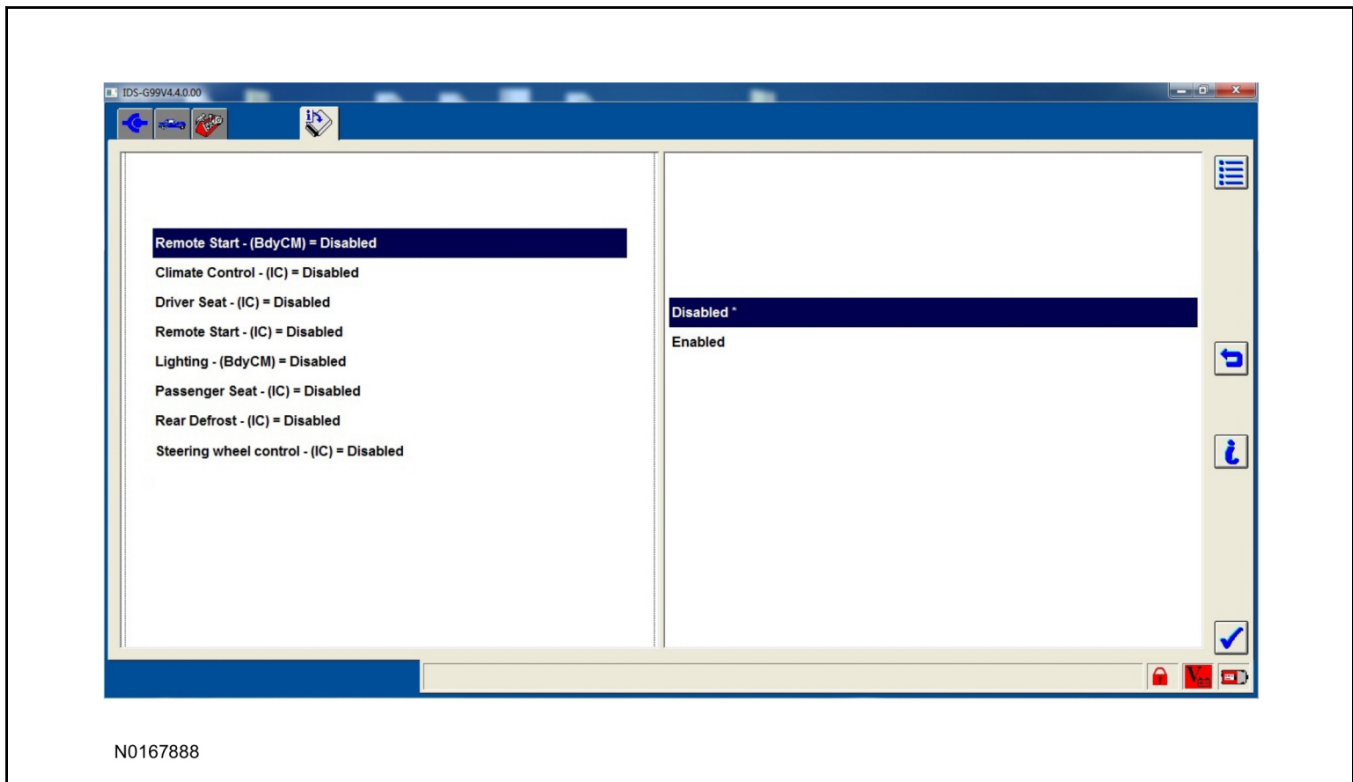 IDS-G99V4.4.0.00
Remote Start - (BdyCM) = Disabled
Climate Control - (IC) = Disabled
Driver Seat - (IC) = Disabled
Remote Start - (IC) = Disabled
Lighting - (BdyCM) = Disabled
Passenger Seat - (IC) = Disabled
Rear Defrost - (IC) = Disabled
Steering wheel control - (IC) = Disabled
Disabled *
Enabled
N0167888